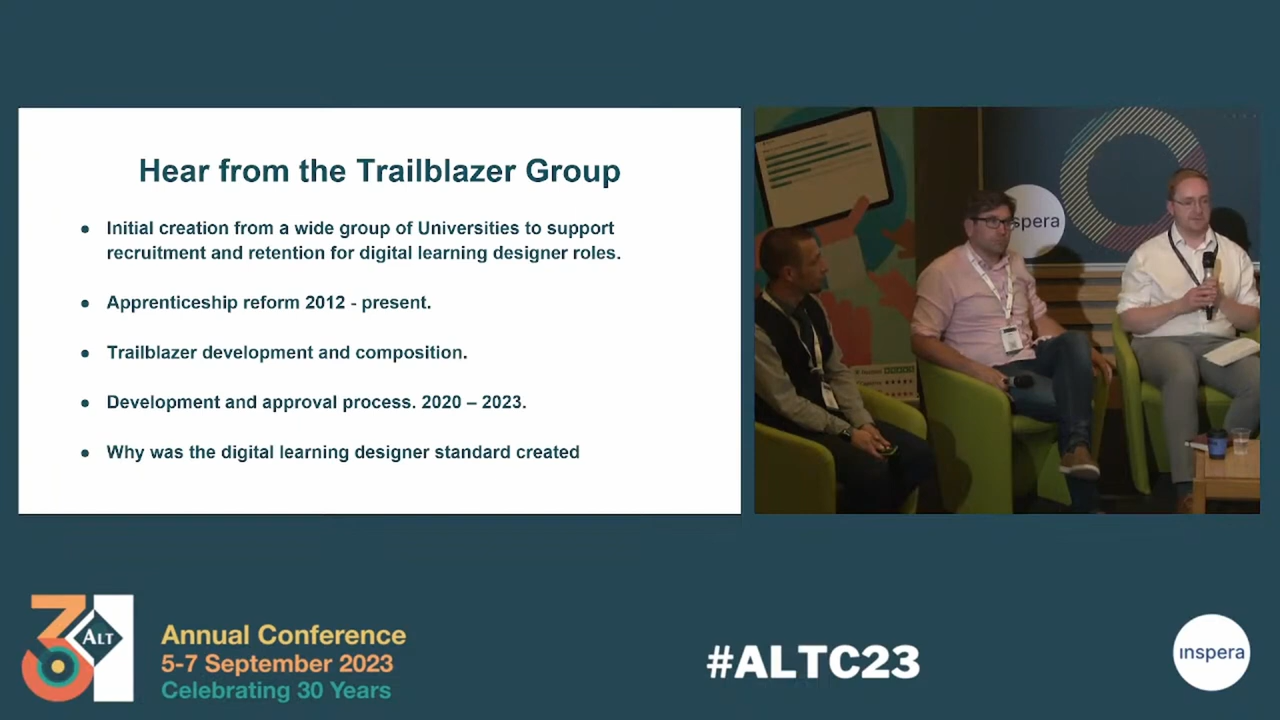 Hear from the Trailblazer Group
● Initial creation from a wide group of Universities to support
recruitment and retention for digital learning designer roles.
● Apprenticeship reform 2012 - present.
● Trailblazer development and composition.
● Development and approval process. 2020 – 2023.
● Why was the digital learning designer standard created
spera
ALT
Annual Conference
5-7 September 2023
Celebrating 30 Years
#ALTC23
inspera